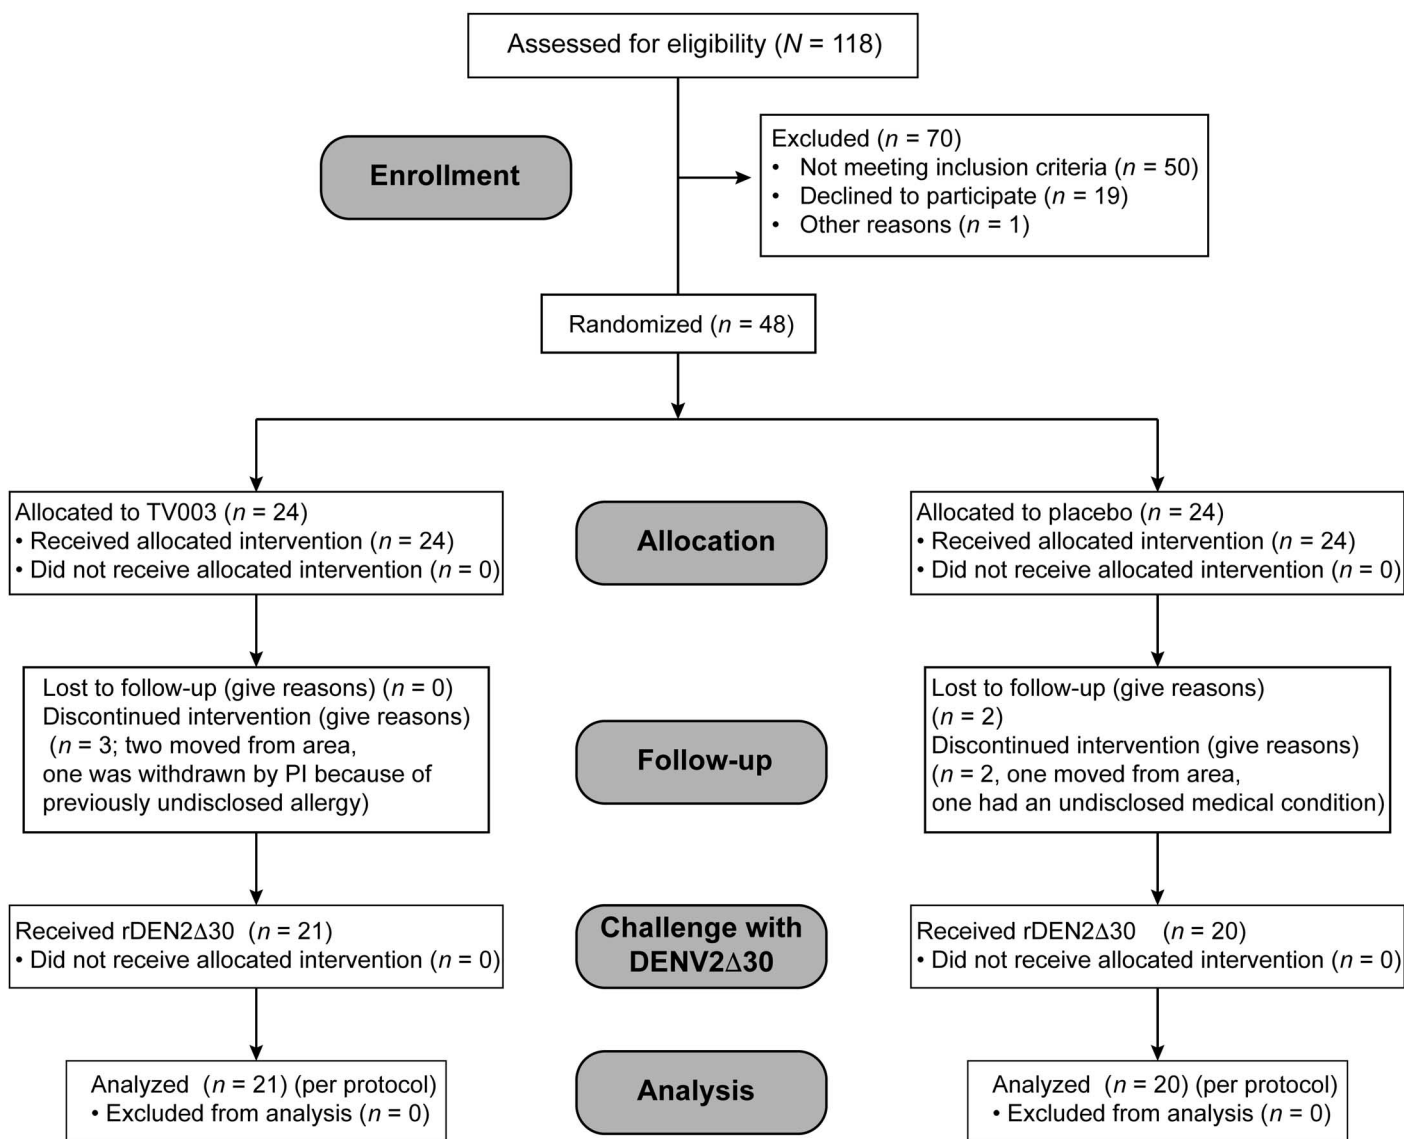 Assessed for eligibility (N = 118)
Enrollment
Excluded (n = 70)
• Not meeting inclusion criteria (n = 50)
• Declined to participate (n = 19)
• Other reasons (n = 1)
Randomized (n = 48)
Allocated to TV003 (n = 24)
• Received allocated intervention (n = 24)
• Did not receive allocated intervention (n = 0)
Allocation
Allocated to placebo (n = 24)
• Received allocated intervention (n = 24)
• Did not receive allocated intervention (n = 0)
Lost to follow-up (give reasons) (n = 0)
Discontinued intervention (give reasons)
(n = 3; two moved from area,
one was withdrawn by PI because of
previously undisclosed allergy)
Follow-up
Lost to follow-up (give reasons)
(n = 2)
Discontinued intervention (give reasons)
(n = 2, one moved from area,
one had an undisclosed medical condition)
Received rDEN2Δ30 (n = 21)
• Did not receive allocated intervention (n = 0)
Challenge with
DENV2Δ30
Received rDEN2Δ30 (n = 20)
• Did not receive allocated intervention (n = 0)
Analyzed (n = 21) (per protocol)
• Excluded from analysis (n = 0)
Analysis
Analyzed (n = 20) (per protocol)
• Excluded from analysis (n = 0)